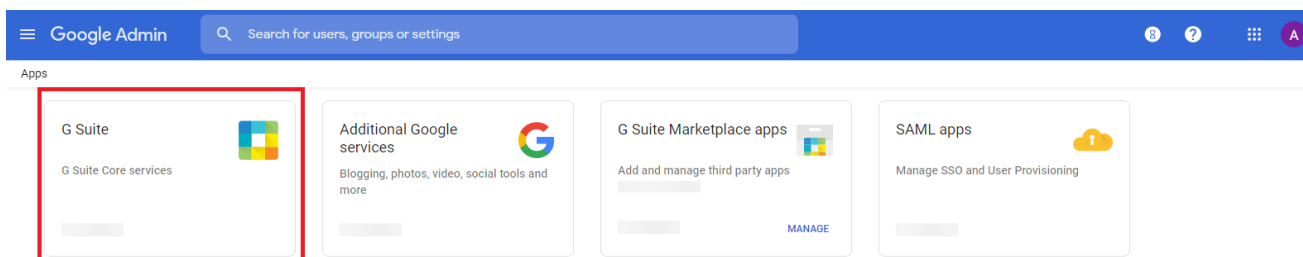 Google Admin
Search for users, groups or settings
8
?
A
Apps
G Suite
G Suite Core services
Additional Google
services
Blogging, photos, video, social tools and
more
G Suite Marketplace apps
Add and manage third party apps
MANAGE
SAML apps
Manage SSO and User Provisioning